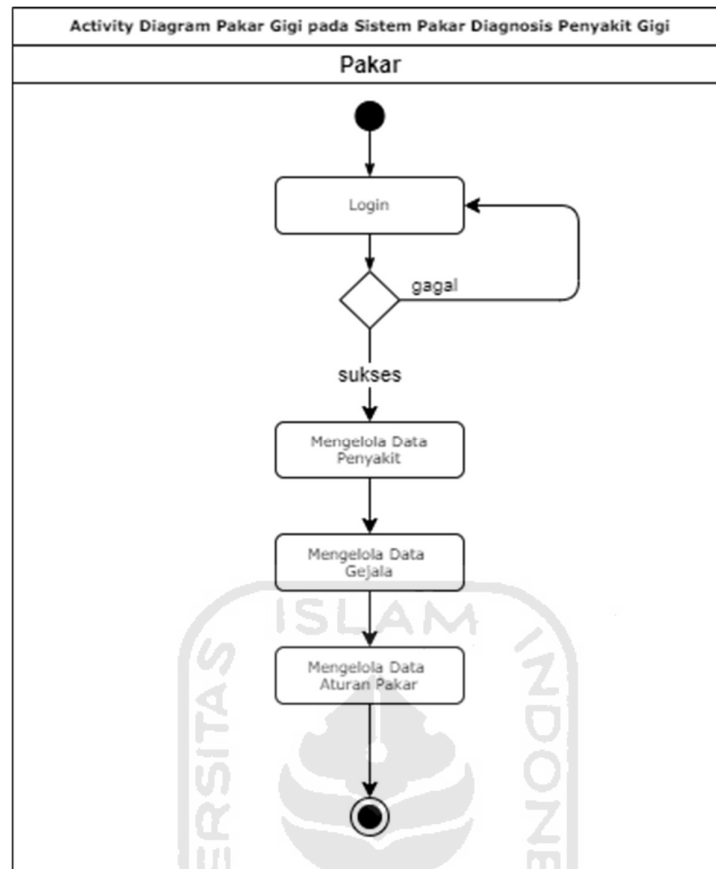 Activity Diagram Pakar Gigi pada Sistem Pakar Diagnosis Penyakit Gigi
Pakar
Login
gagal
sukses
Mengelola Data
Penyakit
Mengelola Data
Gejala
ISLAM
Mengelola Data
Aturan Pakar